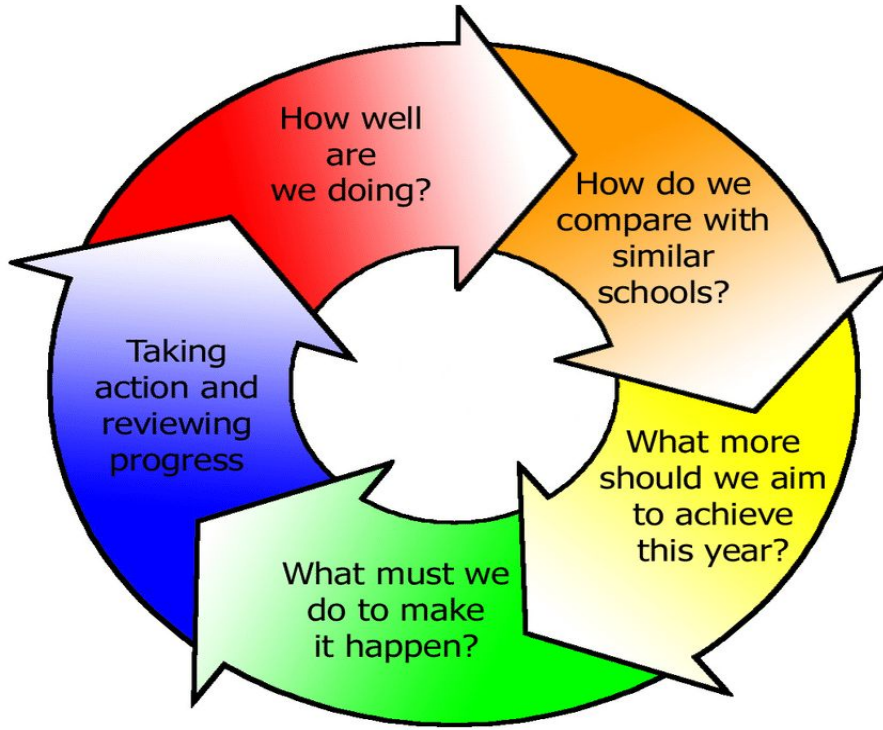 How well
are
we doing?
How do we
compare with
similar
schools?
What more
should we aim
to achieve
this year?
What must we
do to make
it happen?
Taking
action and
reviewing
progress